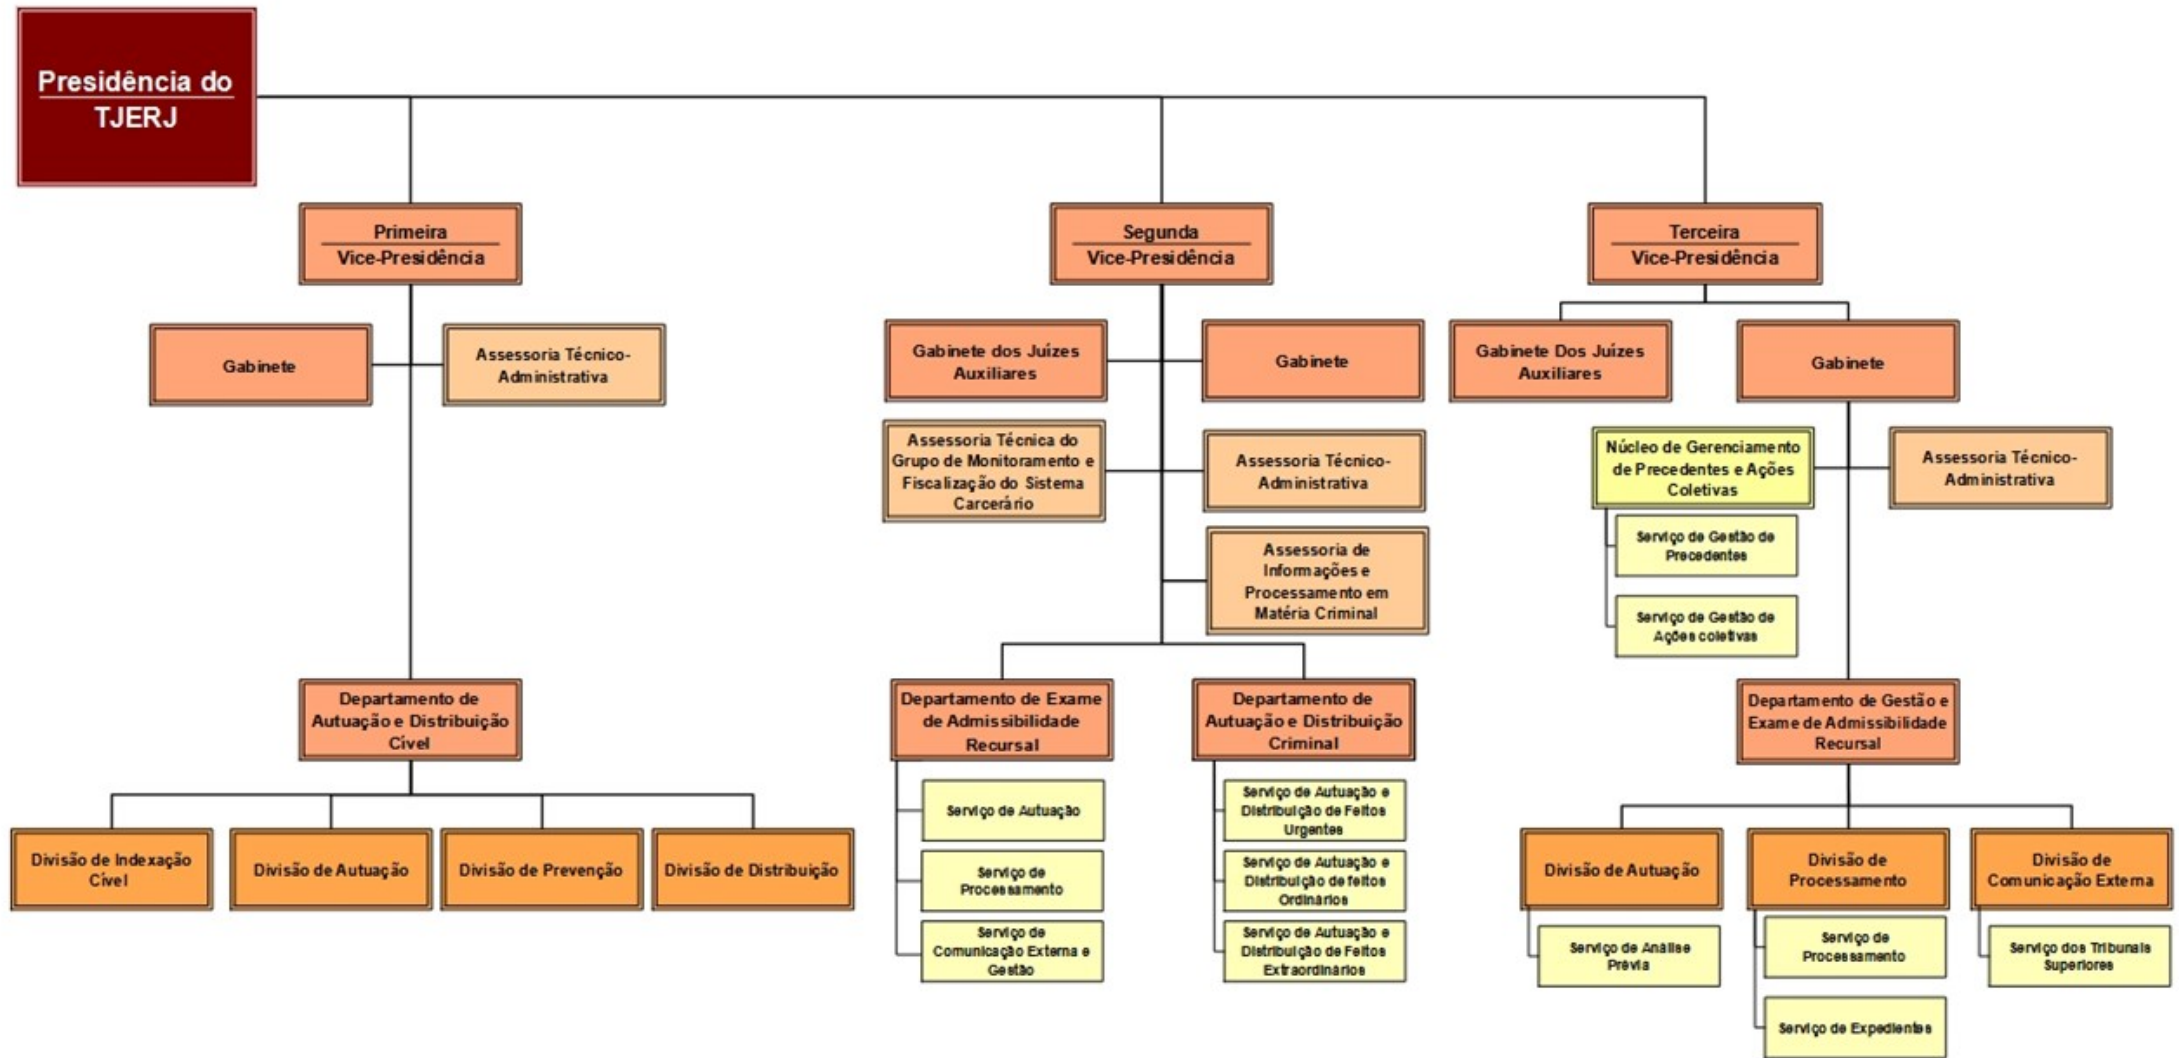 Presidência do
TJERJ
Primeira
Vice-Presidência
Segunda
Vice-Presidência
Terceira
Vice-Presidência
Gabinete
Assessoria Técnico-
Administrativa
Gabinete dos Juízes
Auxiliares
Gabinete
Gabinete Dos Juízes
Auxiliares
Gabinete
Assessoria Técnica do
Grupo de Monitoramento e
Fiscalização do Sistema
Carcerário
Assessoria Técnico-
Administrativa
Núcleo de Gerenciamento
de Precedentes e Ações
Coletivas
Assessoria Técnico-
Administrativa
Serviço de Gestão de
Precedentes
Assessoria de
Informações e
Processamento em
Matéria Criminal
Serviço de Gestão de
Ações coletivas
Departamento de
Autuação e Distribuição
Cível
Departamento de Exame
de Admissibilidade
Recursal
Departamento de
Autuação e Distribuição
Criminal
Departamento de Gestão e
Exame de Admissibilidade
Recursal
Divisão de Indexação
Cível
Divisão de Autuação
Divisão de Prevenção
Divisão de Distribuição
Serviço de Autuação
Serviço de
Processamento
Serviço de
Comunicação Externa e
Gestão
Serviço de Autuação e
Distribuição de Feitos
Urgentes
Serviço de Autuação e
Distribuição de feitos
Ordinários
Serviço de Autuação e
Distribuição de Feitos
Extraordinários
Divisão de Autuação
Divisão de
Processamento
Divisão de
Comunicação Externa
Serviço de Análise
Prévia
Serviço de
Processamento
Serviço dos Tribunais
Superiores
Serviço de Expedientes